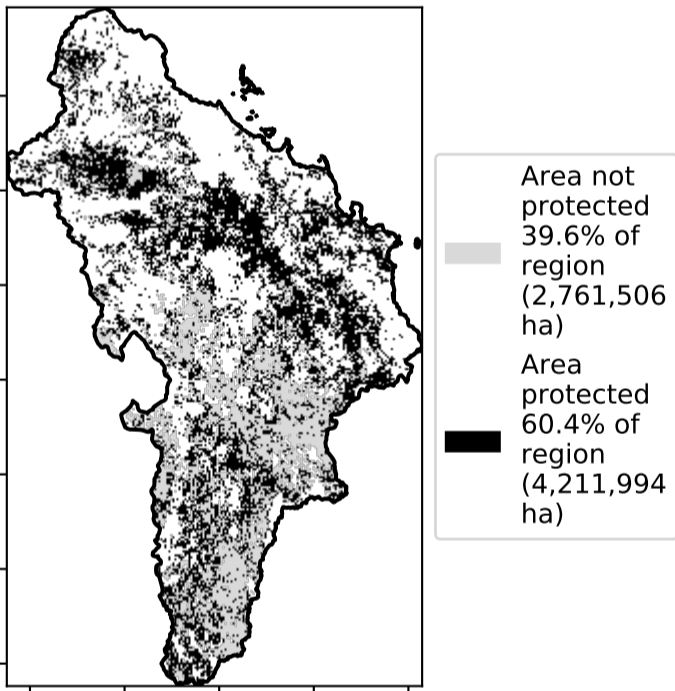 Area not
protected
39.6% of
region
(2,761,506
ha)
Area
protected
60.4% of
region
(4,211,994
ha)